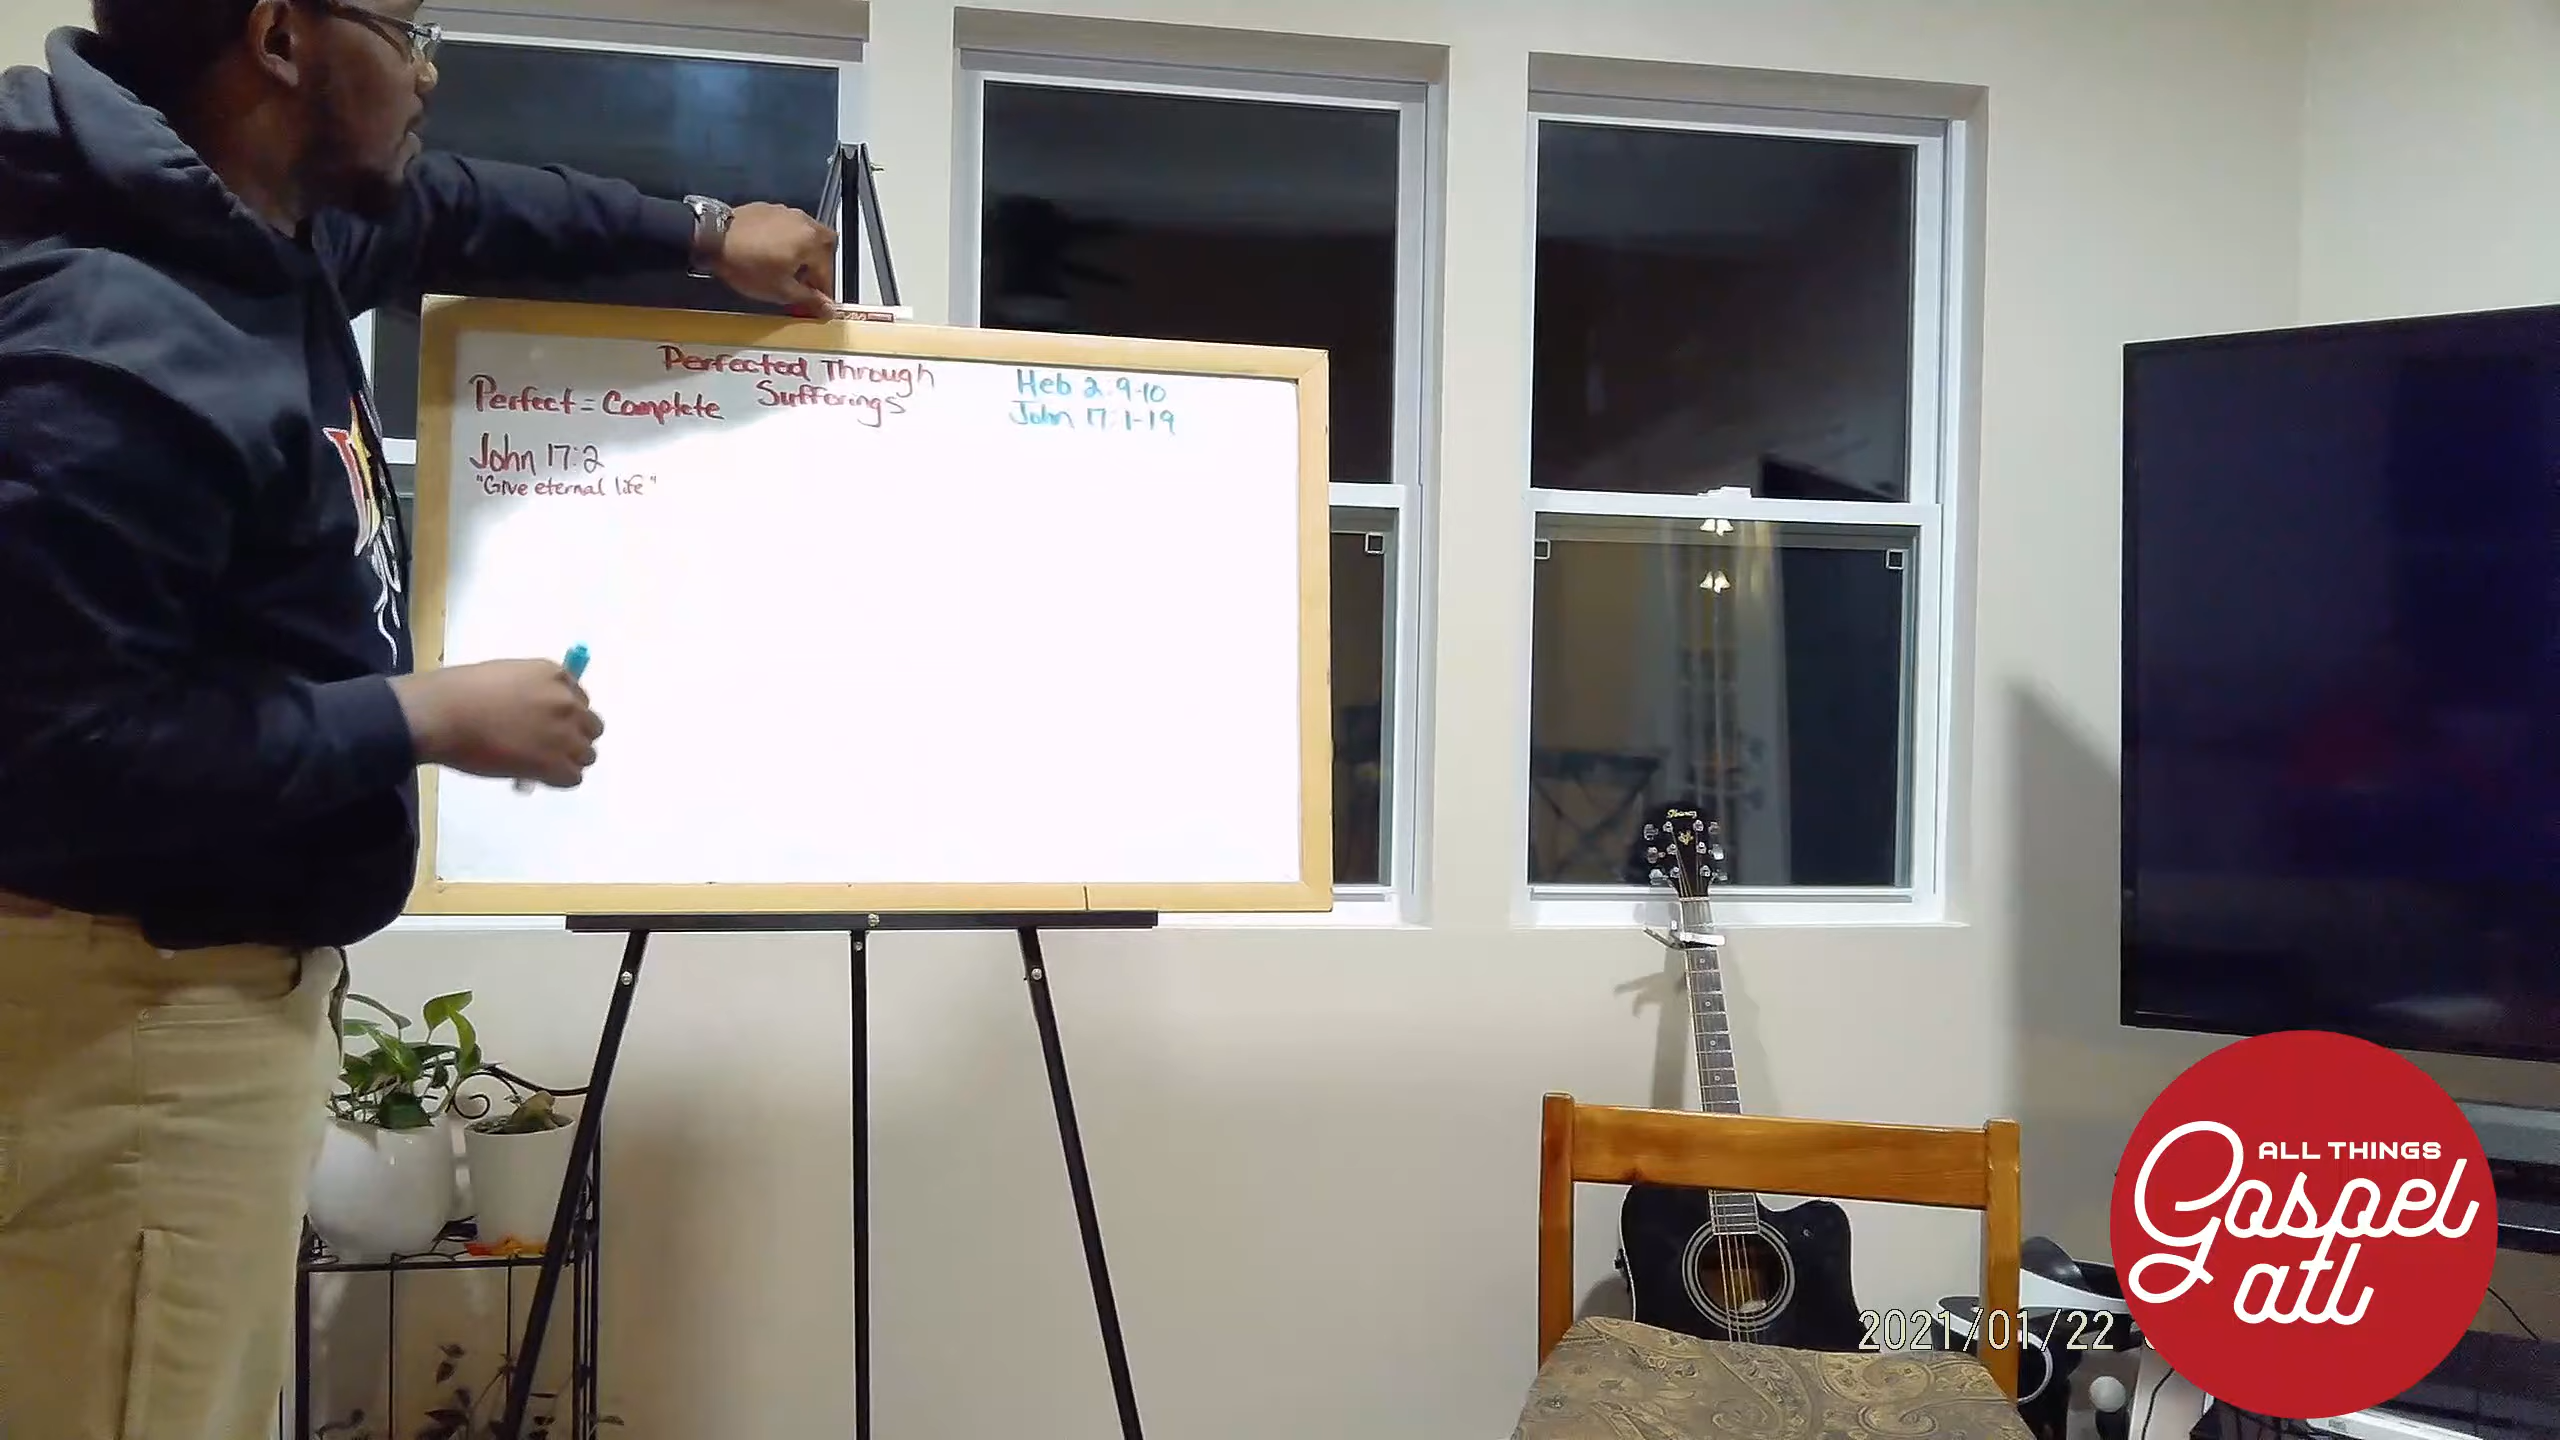 Perfected Through
Sufferings
Perfect = Complete
John 17:2
"Give eternal life"
Heb 2:9-10
John 17:1-19
Ibanez
ALL THINGS
Gospel
atl
2021/01/22